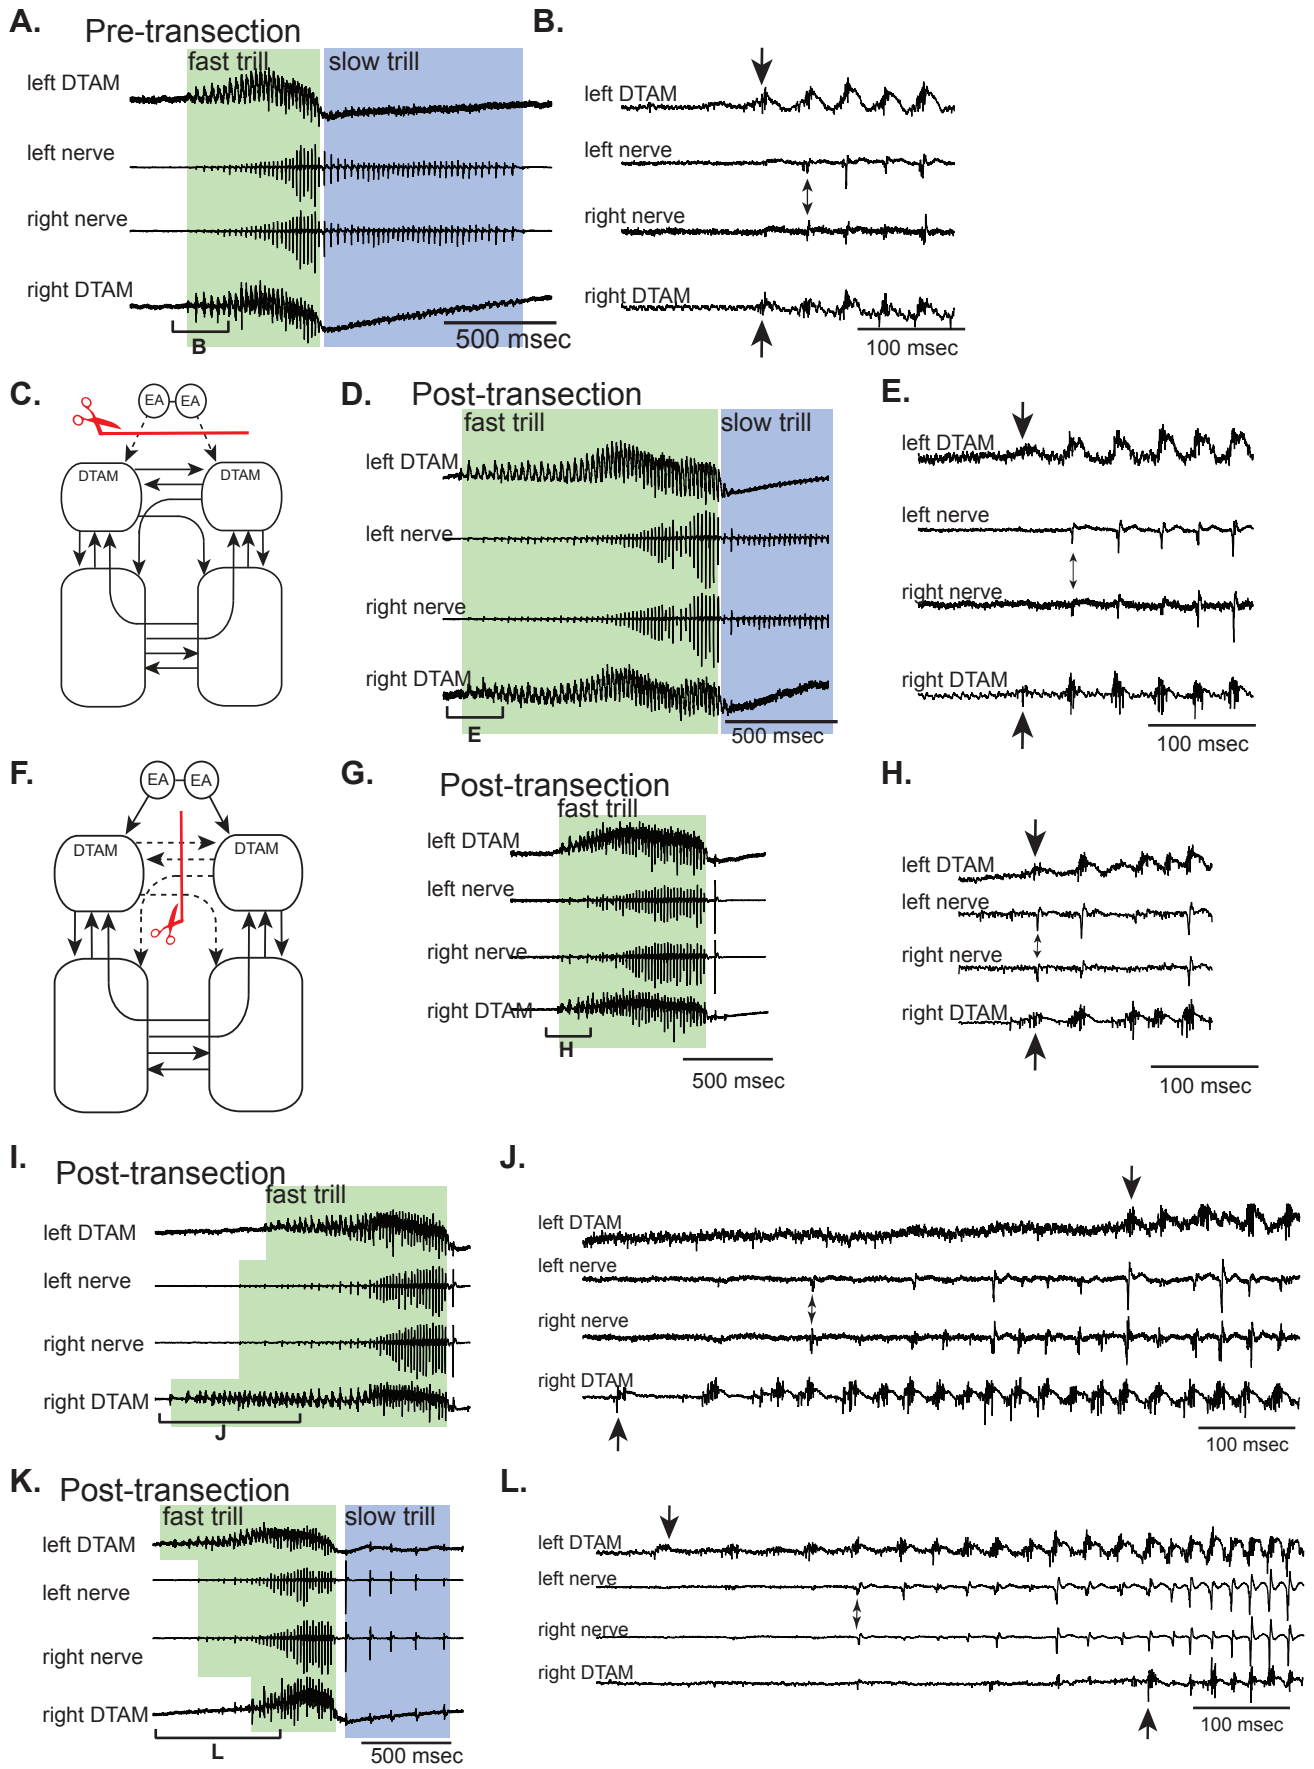 A.
Pre-transection
fast trill
slow trill
left DTAM
left nerve
right nerve
right DTAM
B
500 msec
B.
left DTAM
left nerve
right nerve
right DTAM
100 msec
C.
EA
EA
DTAM
DTAM
D.
Post-transection
fast trill
slow trill
left DTAM
left nerve
right nerve
right DTAM
E
500 msec
E.
left DTAM
left nerve
right nerve
right DTAM
100 msec
F.
EA
EA
DTAM
DTAM
G.
Post-transection
fast trill
left DTAM
left nerve
right nerve
right DTAM
H
500 msec
H.
left DTAM
left nerve
right nerve
right DTAM
100 msec
I.
Post-transection
fast trill
left DTAM
left nerve
right nerve
right DTAM
J
J.
left DTAM
left nerve
right nerve
right DTAM
100 msec
K.
Post-transection
fast trill
slow trill
left DTAM
left nerve
right nerve
right DTAM
L
500 msec
L.
left DTAM
left nerve
right nerve
right DTAM
100 msec